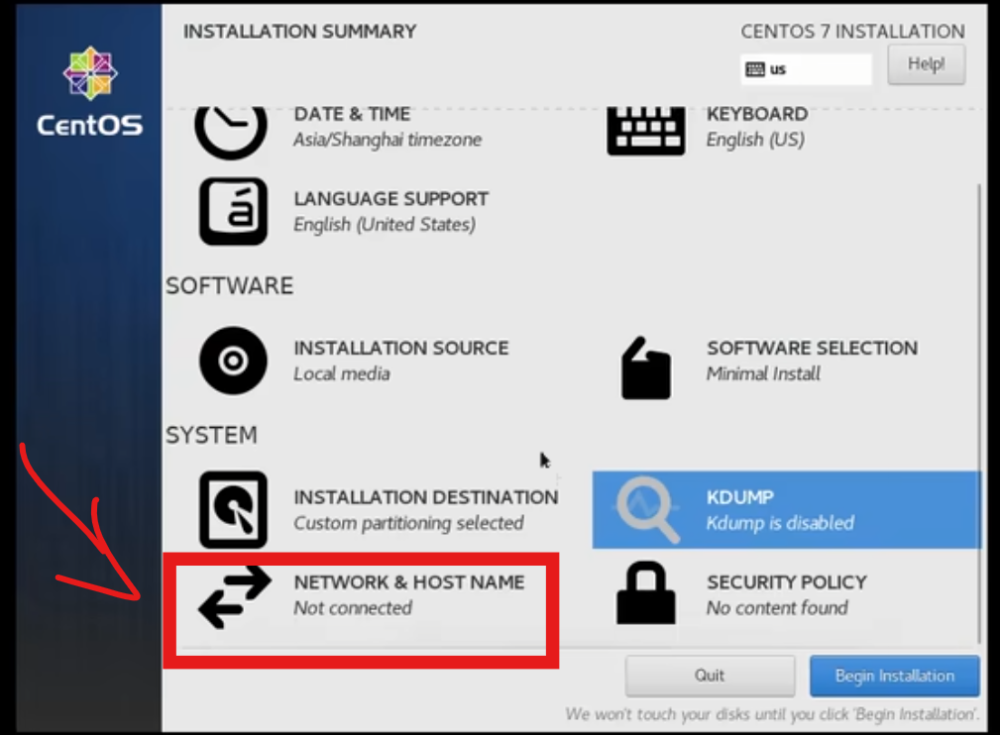 INSTALLATION SUMMARY
CENTOS 7 INSTALLATION
us
Help!
CentOS
DATE & TIME
Asia/Shanghai timezone
KEYBOARD
English (US)
á
LANGUAGE SUPPORT
English (United States)
SOFTWARE
INSTALLATION SOURCE
Local media
SOFTWARE SELECTION
Minimal Install
SYSTEM
INSTALLATION DESTINATION
Custom partitioning selected
KDUMP
Kdump is disabled
NETWORK & HOST NAME
Not connected
SECURITY POLICY
No content found
Quit
Begin Installation
We won't touch your disks until you click 'Begin Installation'.